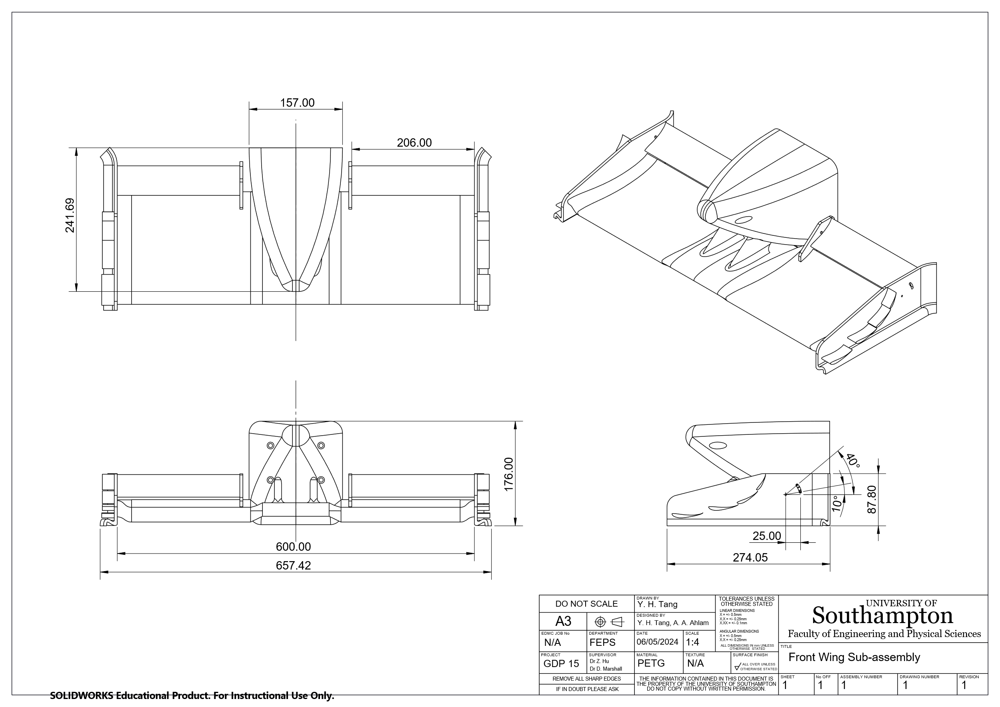 157.00
206.00
241.69
176.00
600.00
657.42
40°
10°
87.80
25.00
274.05
DO NOT SCALE
A3
EDMC JOB No
N/A
DEPARTMENT
FEPS
PROJECT
GDP 15
SUPERVISOR
Dr Z. Hu
Dr D. Marshall
REMOVE ALL SHARP EDGES
IF IN DOUBT PLEASE ASK
DRAWN BY
Y. H. Tang
DESIGNED BY
Y. H. Tang, A. A. Ahlam
DATE
06/05/2024
SCALE
1:4
MATERIAL
PETG
TEXTURE
N/A
TOLERANCES UNLESS
OTHERWISE STATED
LINEAR DIMENSIONS
X = +/- 0.5mm
X.X = +/- 0.25mm
X.XX = +/- 0.1mm
ANGULAR DIMENSIONS
X = +/- 0.5mm
X.X = +/- 0.25mm
ALL DIMENSIONS IN mm UNLESS
OTHERWISE STATED
SURFACE FINISH
ALL OVER UNLESS
OTHERWISE STATED
THE INFORMATION CONTAINED IN THIS DOCUMENT IS
THE PROPERTY OF THE UNIVERSITY OF SOUTHAMPTON
DO NOT COPY WITHOUT WRITTEN PERMISSION.
UNIVERSITY OF
Southampton
Faculty of Engineering and Physical Sciences
TITLE
Front Wing Sub-assembly
SHEET
1
No OFF
1
ASSEMBLY NUMBER
1
DRAWING NUMBER
1
REVISION
1
SOLIDWORKS Educational Product. For Instructional Use Only.